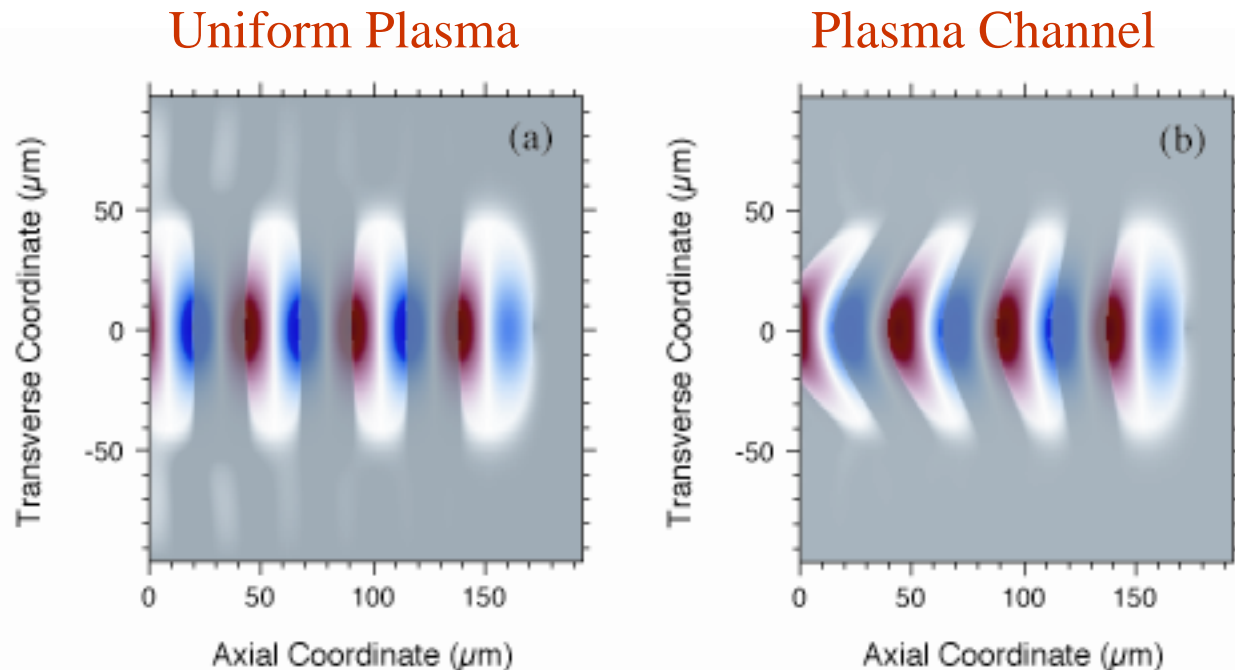 Uniform Plasma
Plasma Channel
(a)
Transverse Coordinate (μm)
50
0
-50
0
50
100
150
Axial Coordinate (μm)
(b)
Transverse Coordinate (μm)
50
0
-50
0
50
100
150
Axial Coordinate (μm)